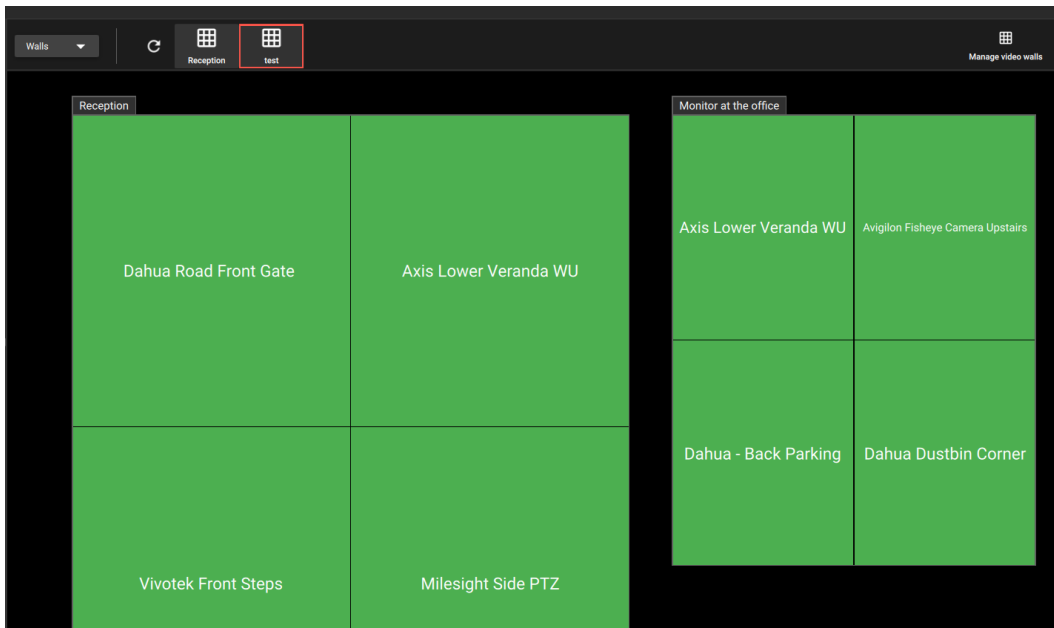 Walls
Reception
test
Manage video walls
Reception
Monitor at the office
Dahua Road Front Gate
Axis Lower Veranda WU
Axis Lower Veranda WU
Avigilon Fisheye Camera Upstairs
Dahua - Back Parking
Dahua Dustbin Corner
Vivotek Front Steps
Milesight Side PTZ